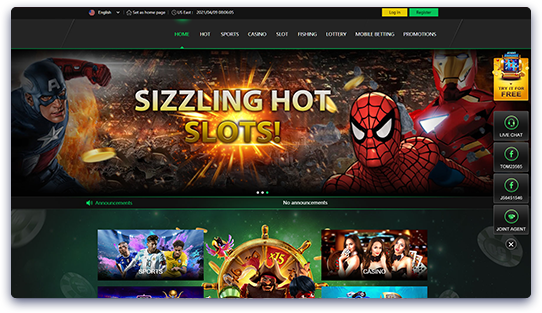 English Set as home page US East : 2021/04/09 08:06:05 Log In Register
HOME HOT SPORTS CASINO SLOT FISHING LOTTERY MOBILE BETTING PROMOTIONS
SIZZLING HOT
SLOTS!
TRY IT FOR
FREE
LIVE CHAT
TOM23565
JS6451546
JOINT AGENT
Announcements No announcements
SPORTS
CASINO